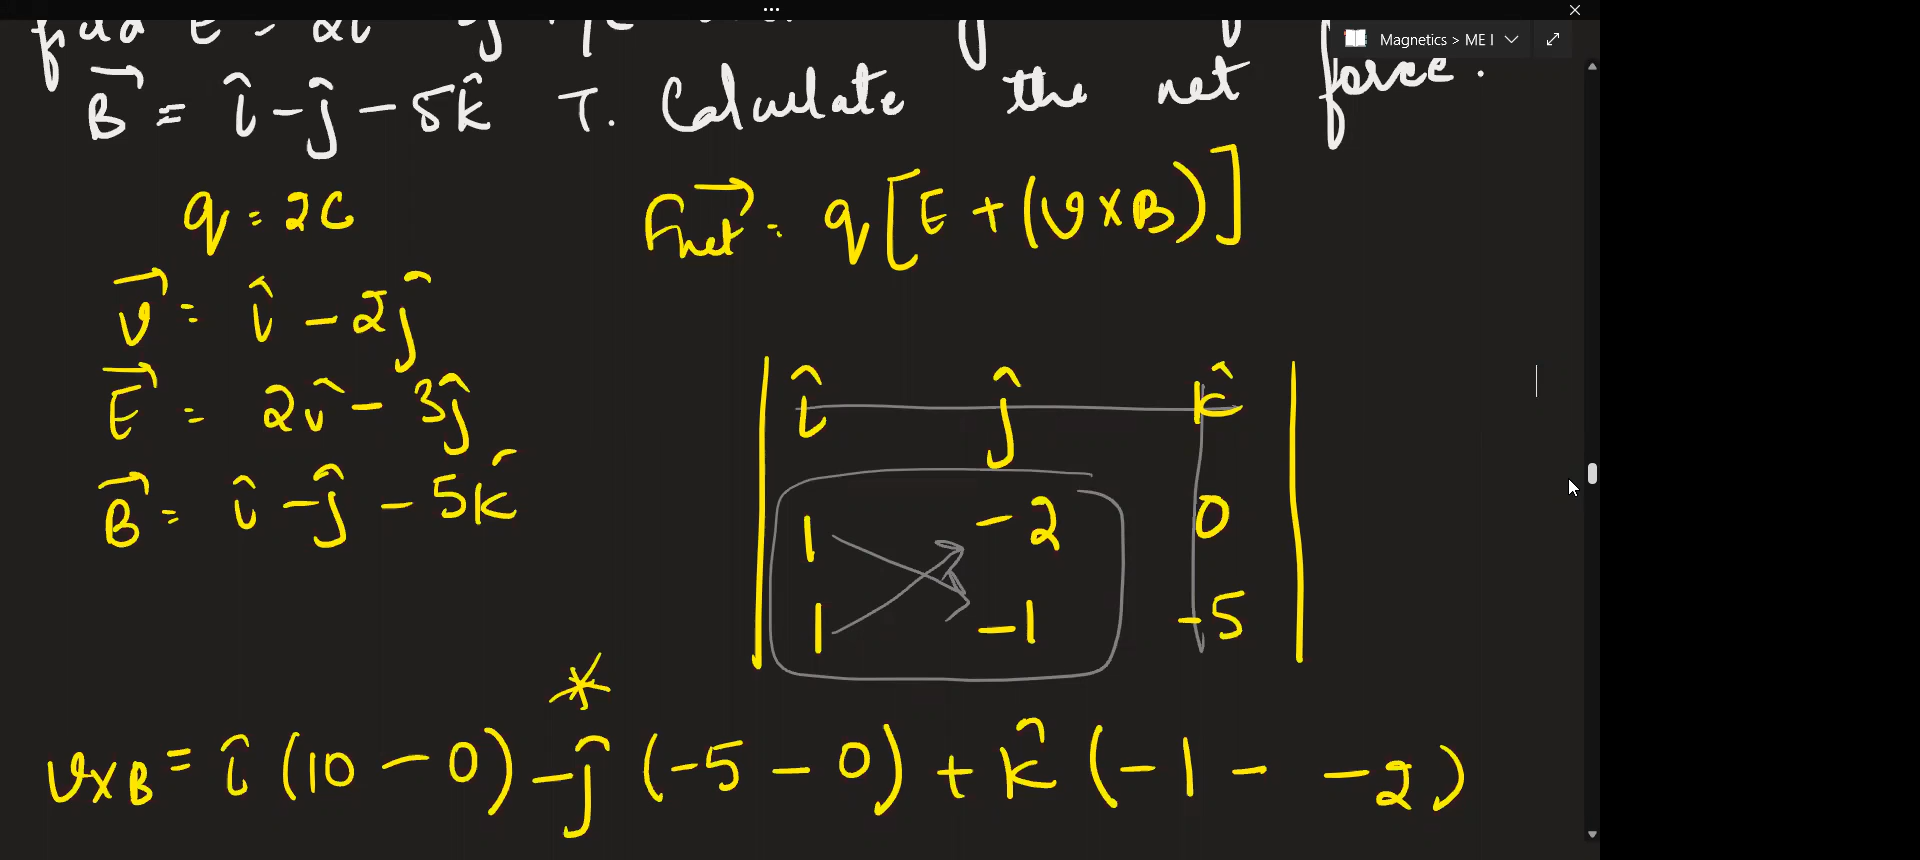 Magnetics > ME I
B⃗ = î - ĵ - 5k̂ T. Calculate the net force.
q = 2C
F⃗net = q [E + (v × B)]
v⃗ = î - 2ĵ
E⃗ = 2î - 3ĵ
B⃗ = î - ĵ - 5k̂
î ĵ k̂
1 -2 0
1 -1 -5
*
v×B = î (10 - 0) - ĵ (-5 - 0) + k̂ (-1 - -2)